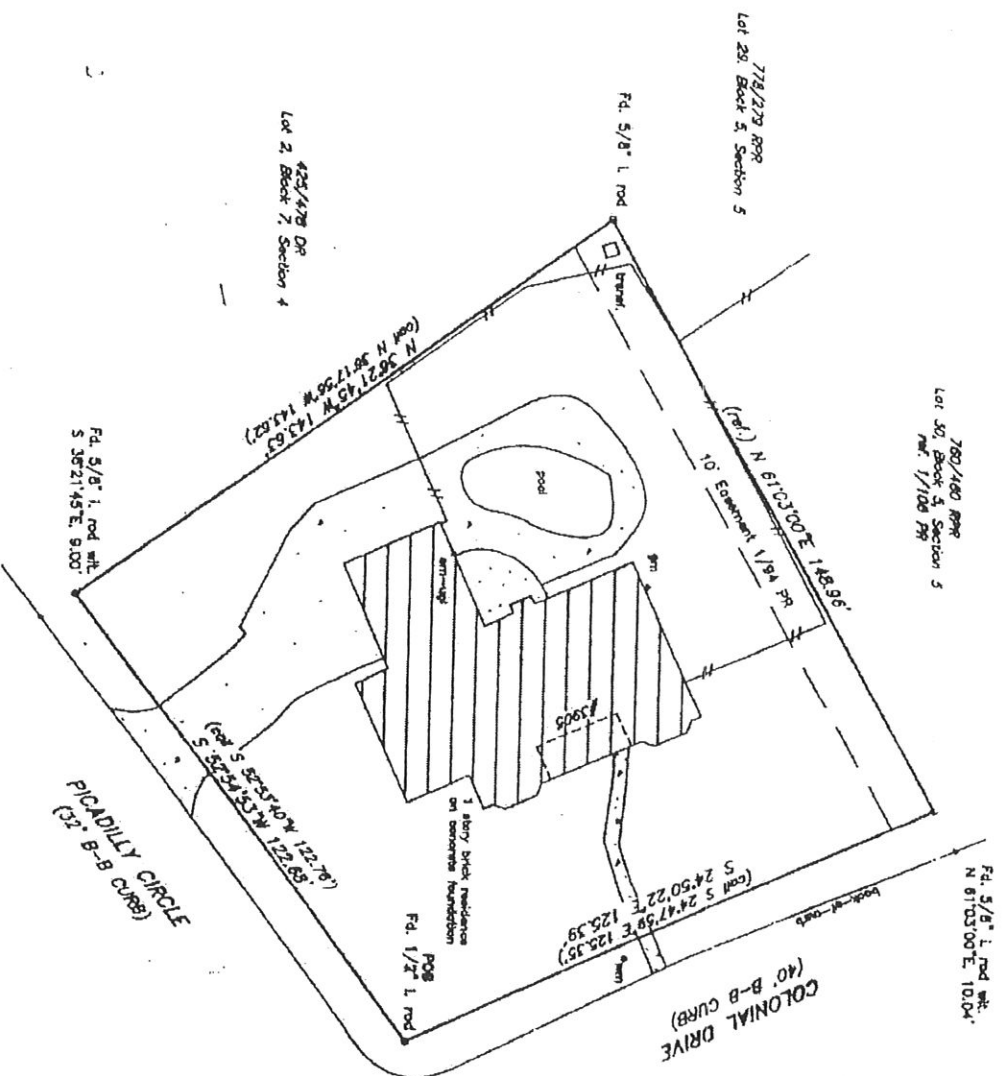 778/279 RPR
Lot 29, Block 5, Section 5
760/460 RPR
Lot 30, Block 5, Section 5
ref. 1/106 PR
Fd. 5/8" i. rod wit.
N 61°03'00"E, 10.04'
Fd. 5/8" i. rod
transf.
(ref.) N 61°03'00"E 148.96'
10' Easement 1/94 PR
425/478 DR
Lot 2, Block 7, Section 4
N 36°21'45"W 143.63'
(call N 36°17'56"W 143.62')
pool
gm
em-ugl
#3905
1 story brick residence
on concrete foundation
(call S 24°47'59"E 125.35')
S 24°50'22"E 125.39'
back-of-curb
wm
COLONIAL DRIVE
(40' B-B CURB)
Fd. 5/8" i. rod wit.
S 36°21'45"E, 9.00'
(call S 52°53'40"W 122.76')
S 52°54'53"W 122.68'
POB
Fd. 1/2" i. rod
PICADILLY CIRCLE
(32' B-B CURB)